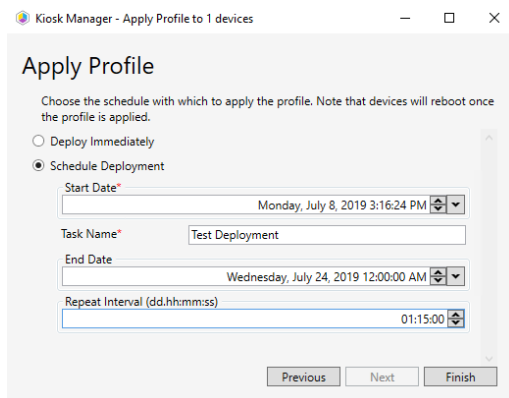 Kiosk Manager - Apply Profile to 1 devices
Apply Profile
Choose the schedule with which to apply the profile. Note that devices will reboot once
the profile is applied.
Deploy Immediately
Schedule Deployment
Start Date*
Monday, July 8, 2019 3:16:24 PM
Task Name* Test Deployment
End Date
Wednesday, July 24, 2019 12:00:00 AM
Repeat Interval (dd.hh:mm:ss)
01:15:00
Previous Next Finish